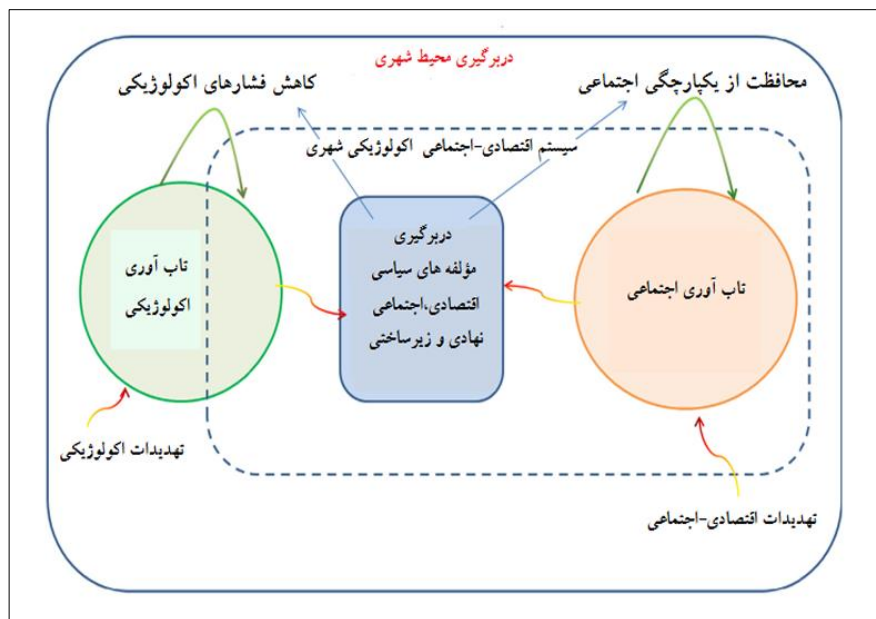 دربرگیری محیط شهری
محافظت از یکپارچگی اجتماعی
کاهش فشارهای اکولوژیکی
سیستم اقتصادی-اجتماعی اکولوژیکی شهری
دربرگیری
مؤلفه های سیاسی
اقتصادی،اجتماعی
نهادی و زیرساختی
تاب آوری اجتماعی
تاب آوری
اکولوژیکی
تهدیدات اکولوژیکی
تهدیدات اقتصادی-اجتماعی